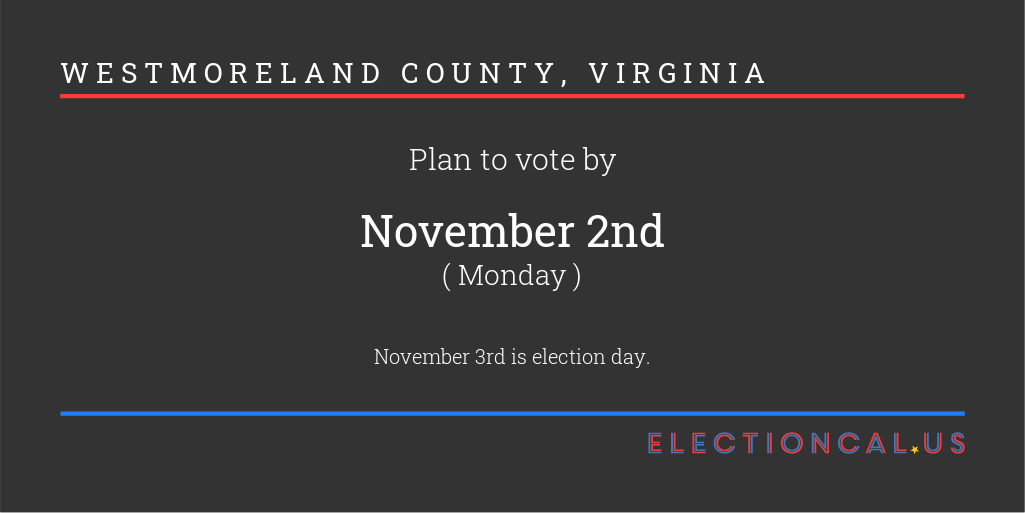 WESTMORELAND COUNTY, VIRGINIA
Plan to vote by
November 2nd
( Monday )
November 3rd is election day.
ELECTIONCAL.US